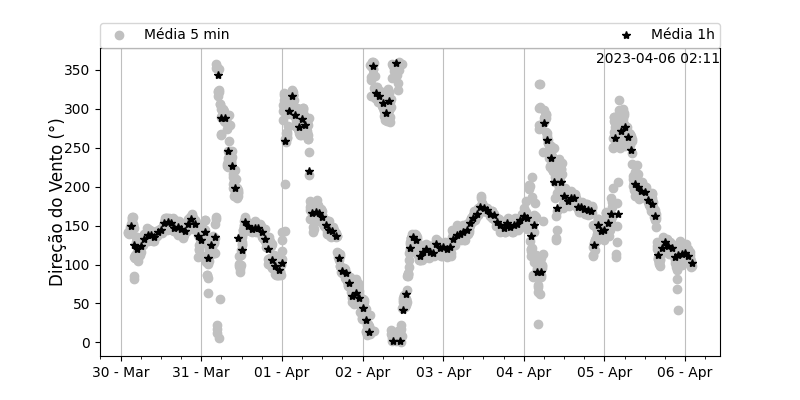 Média 5 min
Média 1h
2023-04-06 02:11
Direção do Vento (°)
350
300
250
200
150
100
50
0
30 - Mar
31 - Mar
01 - Apr
02 - Apr
03 - Apr
04 - Apr
05 - Apr
06 - Apr